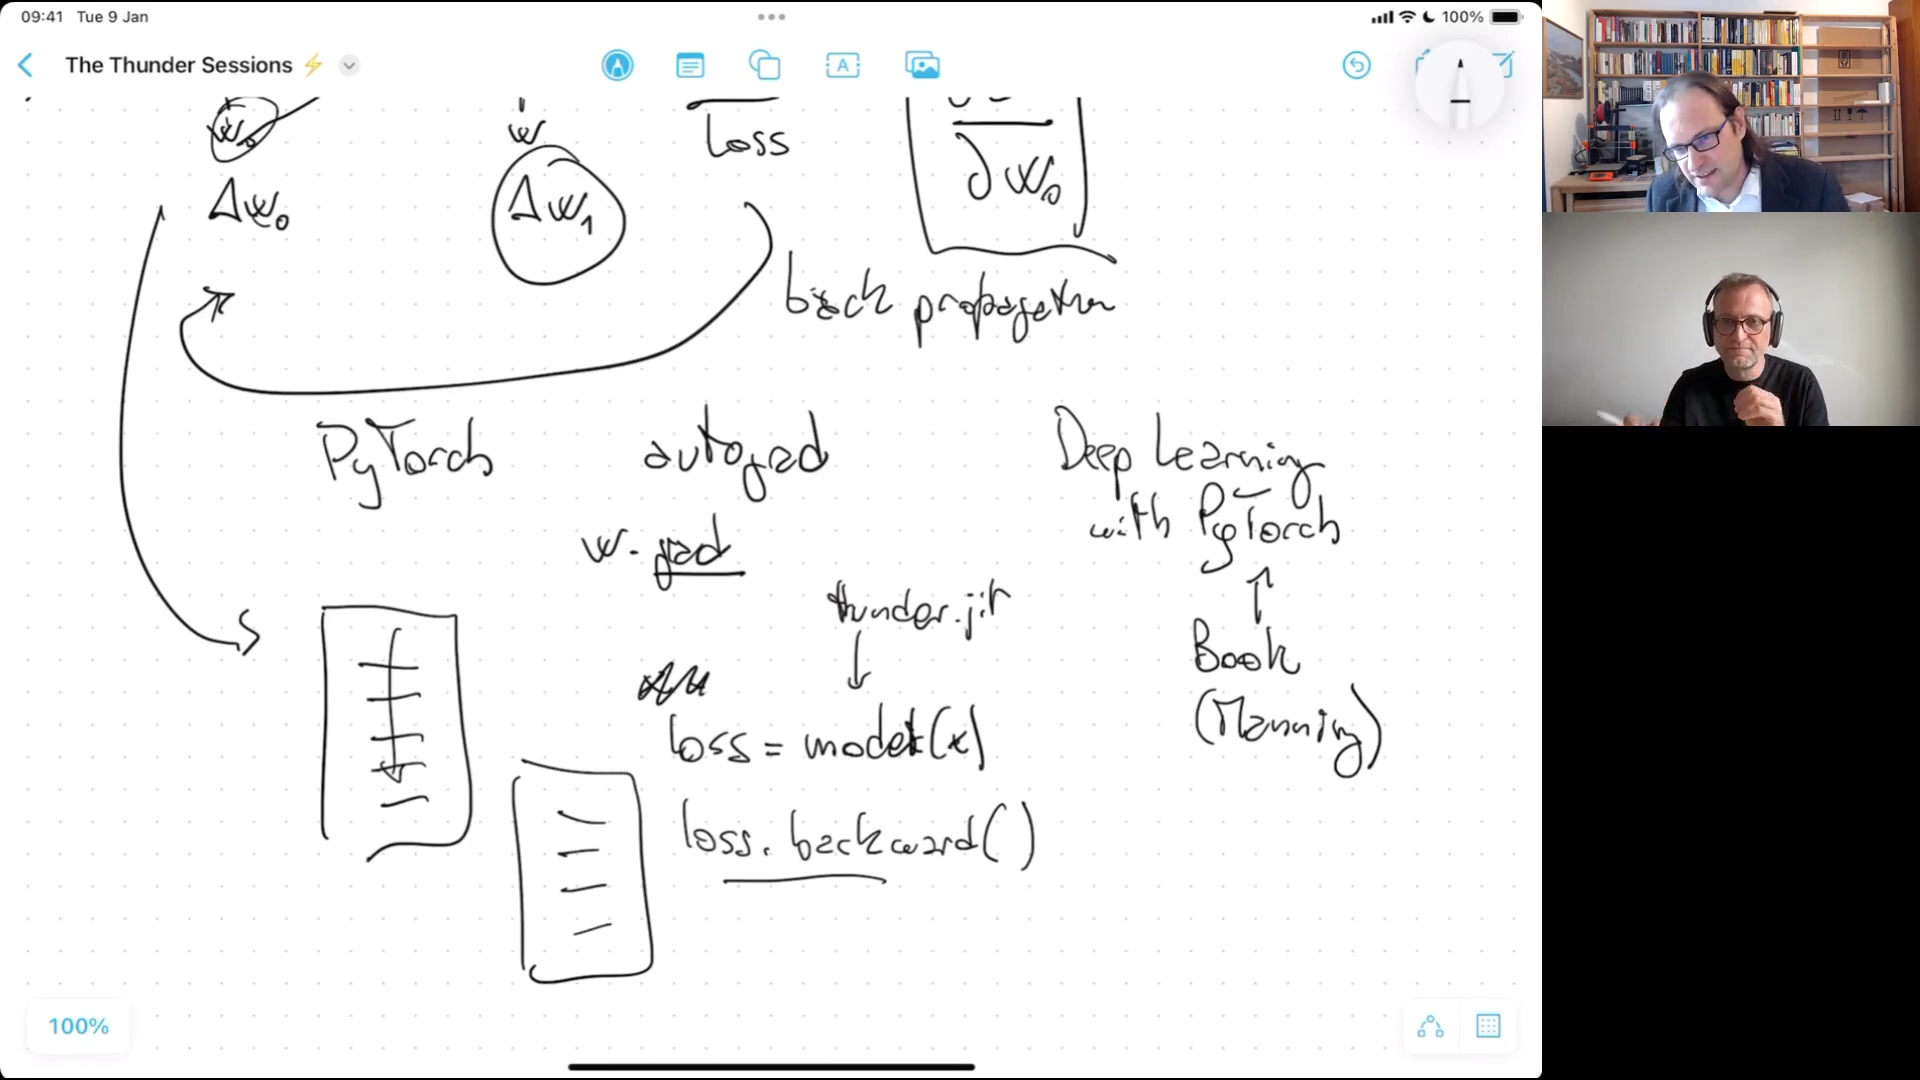 09:41 Tue 9 Jan
100%
The Thunder Sessions ⚡
A
w₀
w
loss
∂w₀
Δw₀
Δw₁
back propagation
PyTorch
autograd
Deep Learning
with PyTorch
w.grad
thunder.jit
Book
(Manning)
loss = model(x)
loss.backward()
100%